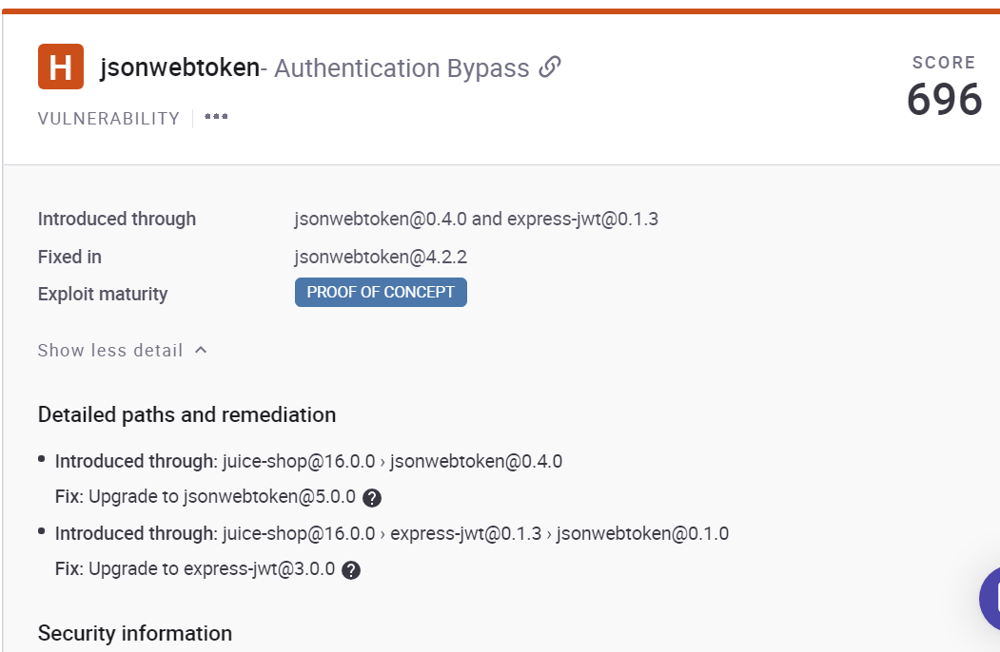 H jsonwebtoken- Authentication Bypass
SCORE
696
VULNERABILITY
Introduced through jsonwebtoken@0.4.0 and express-jwt@0.1.3
Fixed in jsonwebtoken@4.2.2
Exploit maturity PROOF OF CONCEPT
Show less detail
Detailed paths and remediation
• Introduced through: juice-shop@16.0.0 › jsonwebtoken@0.4.0
Fix: Upgrade to jsonwebtoken@5.0.0 ?
• Introduced through: juice-shop@16.0.0 › express-jwt@0.1.3 › jsonwebtoken@0.1.0
Fix: Upgrade to express-jwt@3.0.0 ?
Security information